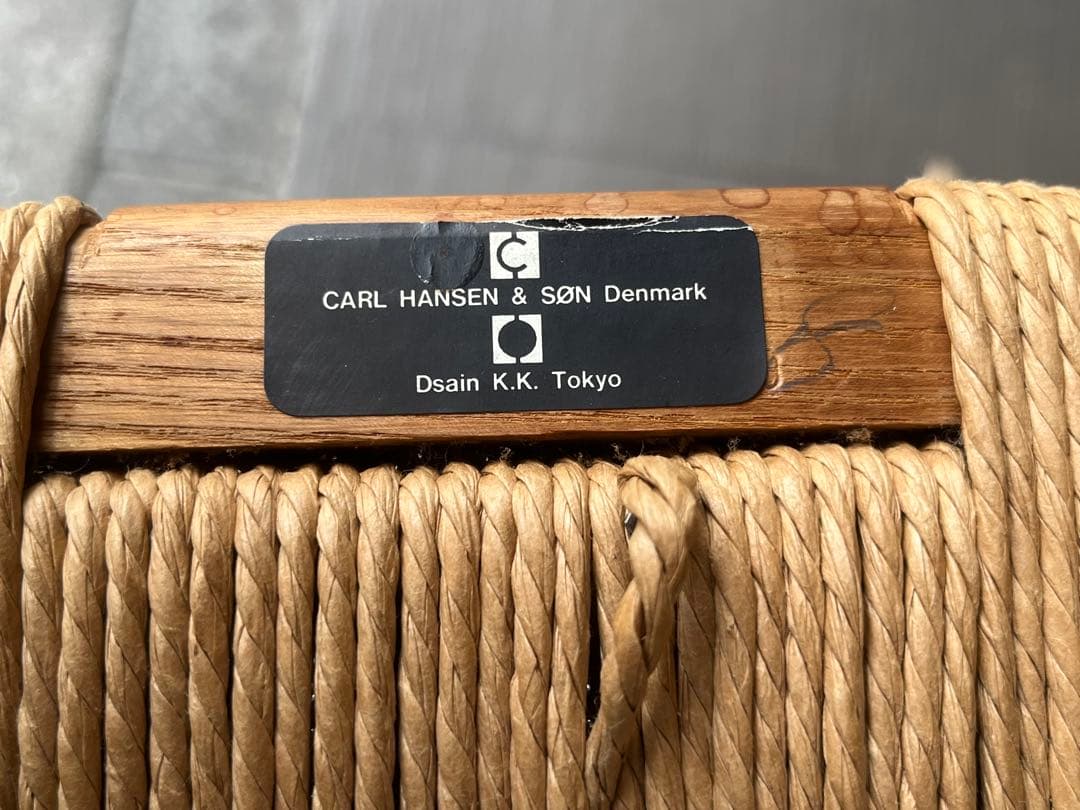 C
CARL HANSEN & SØN Denmark
Dsain K.K. Tokyo